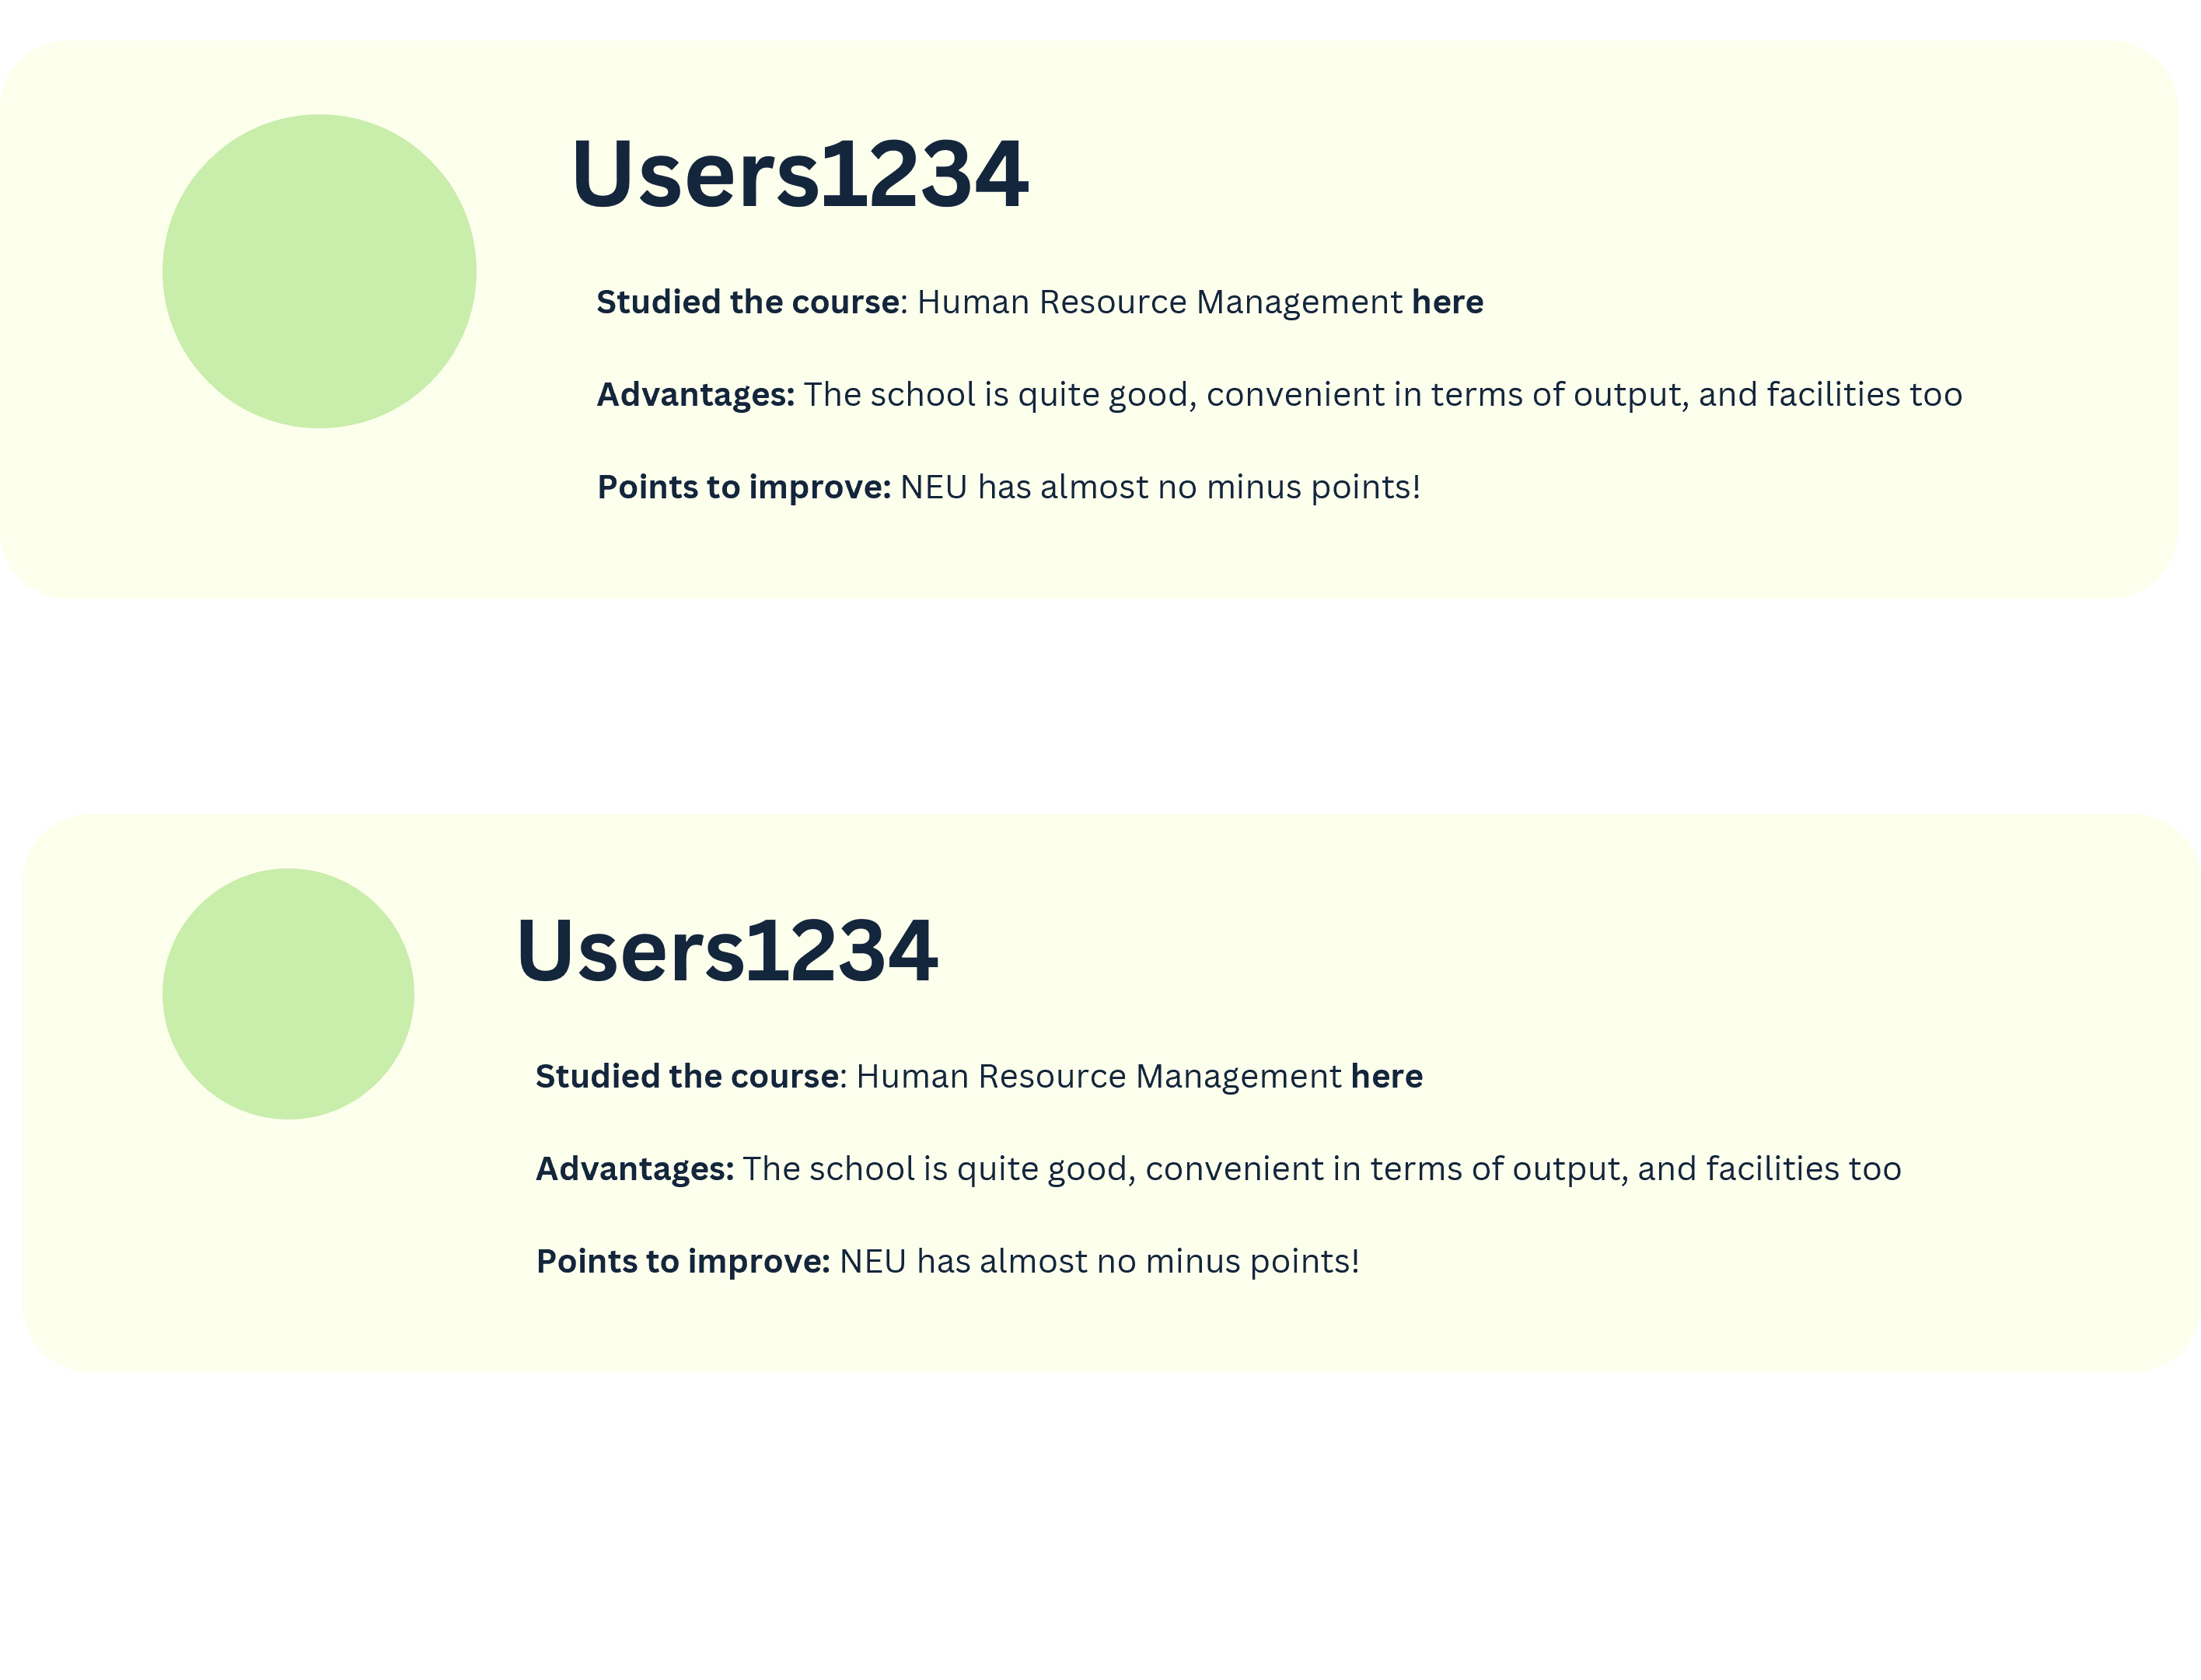 Users1234
Studied the course: Human Resource Management here
Advantages: The school is quite good, convenient in terms of output, and facilities too
Points to improve: NEU has almost no minus points!
Users1234
Studied the course: Human Resource Management here
Advantages: The school is quite good, convenient in terms of output, and facilities too
Points to improve: NEU has almost no minus points!